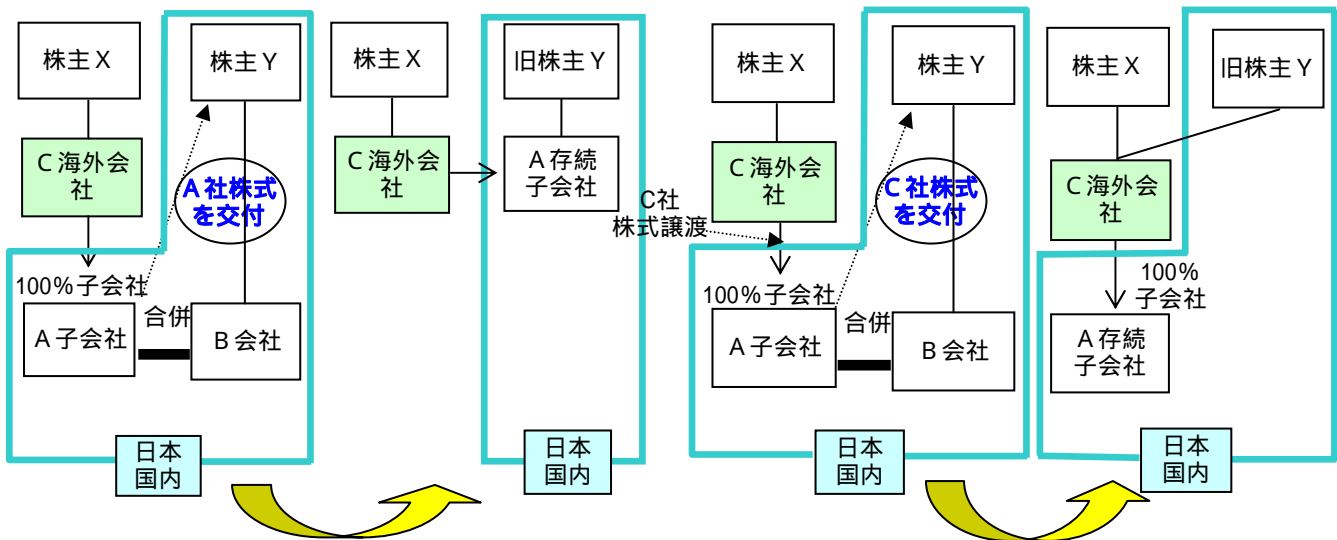 株主Ｘ
株主Ｙ
Ｃ海外会
社
Ａ社株式
を交付
100%子会社
合併
Ａ子会社
Ｂ会社
日本
国内
株主Ｘ
旧株主Ｙ
Ｃ海外会
社
Ａ存続
子会社
日本
国内
株主Ｘ
株主Ｙ
Ｃ海外会
社
C社
株式譲渡
Ｃ社株式
を交付
100%子会社
合併
Ａ子会社
Ｂ会社
日本
国内
株主Ｘ
旧株主Ｙ
Ｃ海外会
社
100%
子会社
Ａ存続
子会社
日本
国内